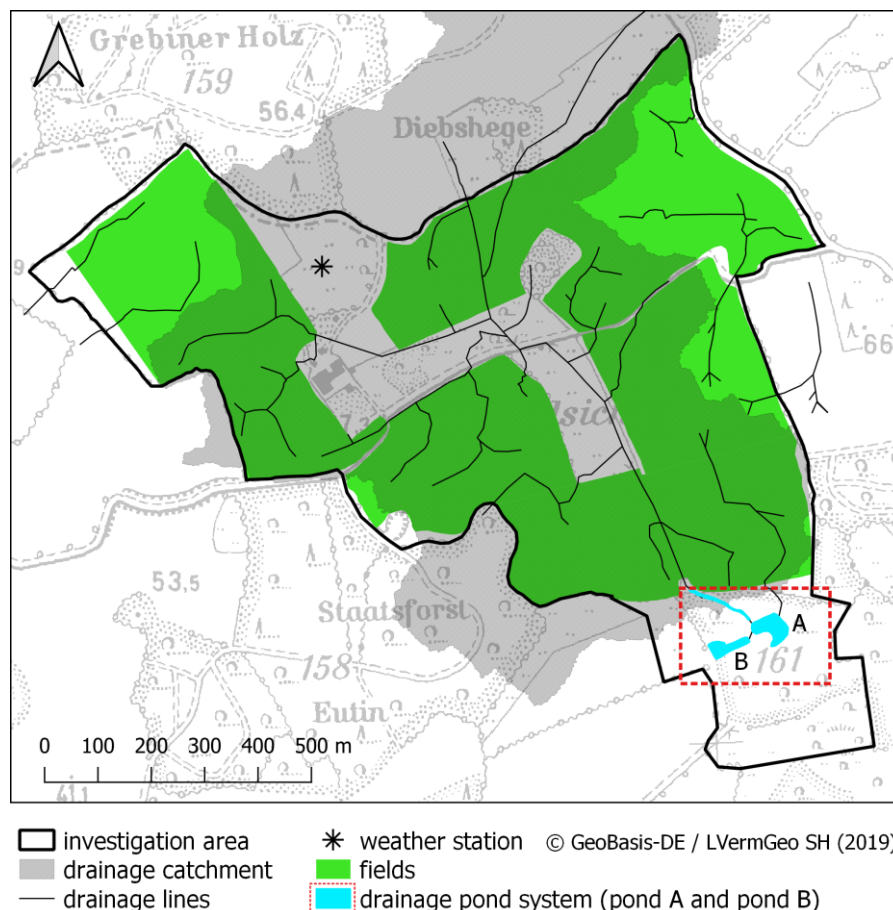 Grebiner Holz
159
56,4
Diebshege
66
53,5
Staatsforst
158
Eutin
A
B
161
0 100 200 300 400 500 m
41,1
investigation area
drainage catchment
drainage lines
weather station
fields
drainage pond system (pond A and pond B)
© GeoBasis-DE / LVermGeo SH (2019)